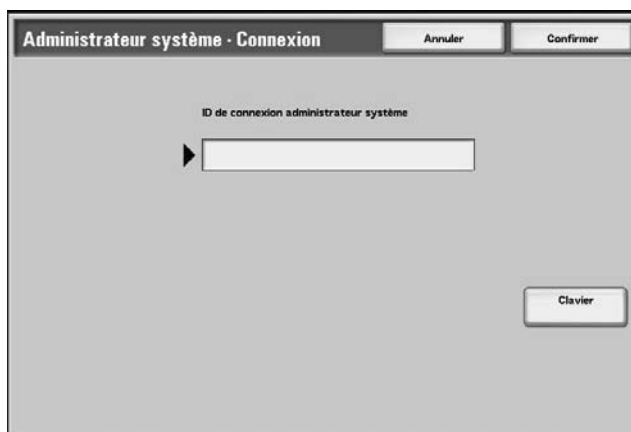 Administrateur système - Connexion
Annuler
Confirmer
ID de connexion administrateur système
Clavier